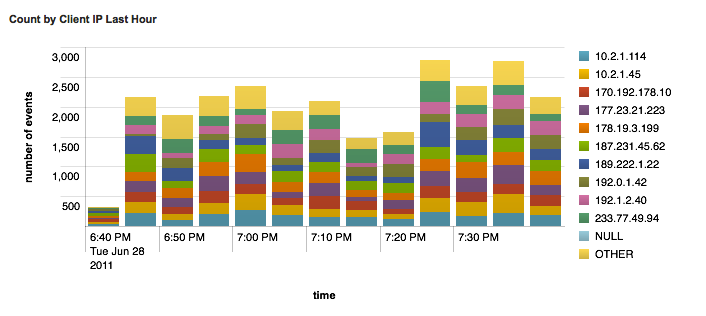 Count by Client IP Last Hour
number of events
3,000
2,500
2,000
1,500
1,000
500
6:40 PM
Tue Jun 28
2011
6:50 PM
7:00 PM
7:10 PM
7:20 PM
7:30 PM
time
10.2.1.114
10.2.1.45
170.192.178.10
177.23.21.223
178.19.3.199
187.231.45.62
189.222.1.22
192.0.1.42
192.1.2.40
233.77.49.94
NULL
OTHER